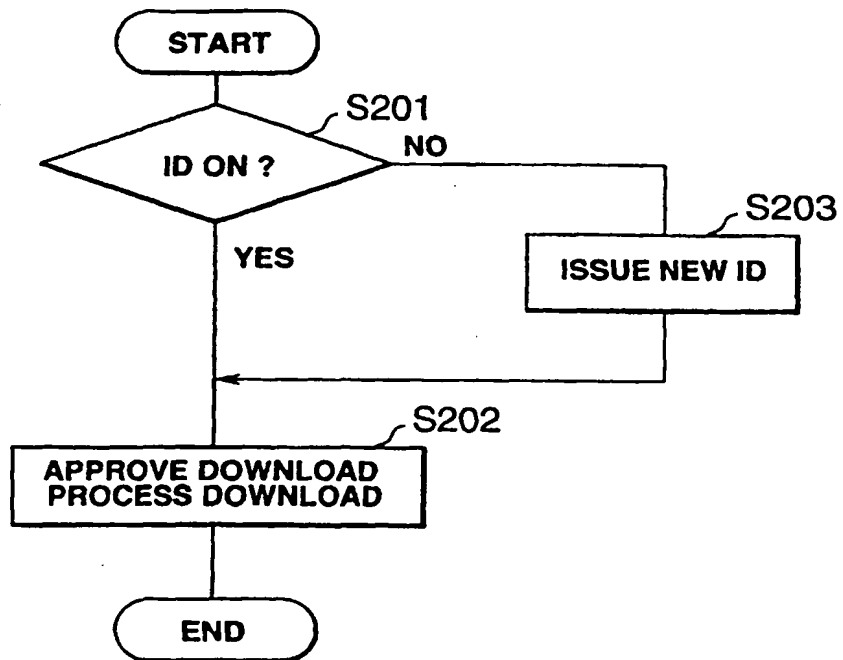 START
S201
ID ON ?
NO
YES
S203
ISSUE NEW ID
S202
APPROVE DOWNLOAD
PROCESS DOWNLOAD
END